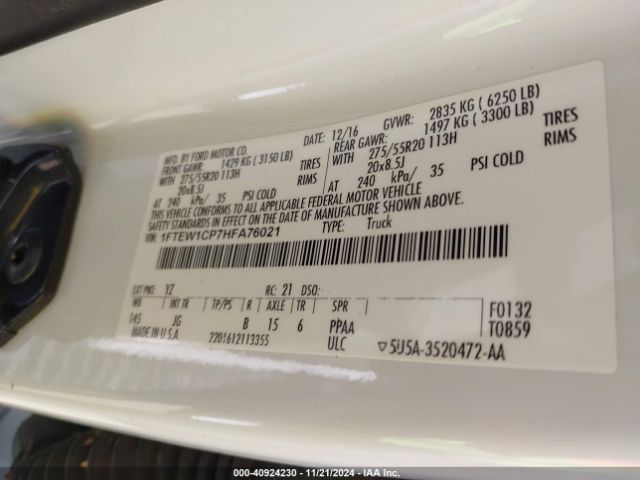 MFD. BY FORD MOTOR CO.
DATE: 12/16
GVWR: 2835 KG ( 6250 LB)
FRONT GAWR: 1429 KG ( 3150 LB)
REAR GAWR: 1497 KG ( 3300 LB)
WITH 275/55R20 113H TIRES
WITH 275/55R20 113H TIRES
20x8.5J RIMS
20x8.5J RIMS
AT 240 kPa/ 35 PSI COLD
AT 240 kPa/ 35 PSI COLD
THIS VEHICLE CONFORMS TO ALL APPLICABLE FEDERAL MOTOR VEHICLE
SAFETY STANDARDS IN EFFECT ON THE DATE OF MANUFACTURE SHOWN ABOVE.
VIN: 1FTEW1CP7HFA76021
TYPE: Truck
EXT PNT: YZ RC: 21 DSO:
WB INT TR TP/PS R AXLE TR SPR
145 JG B 15 6 PPAA
F0132
T0859
MADE IN U.S.A. 2201612113355 ULC
▽5U5A-3520472-AA
000-40924230 - 11/21/2024 - IAA Inc.